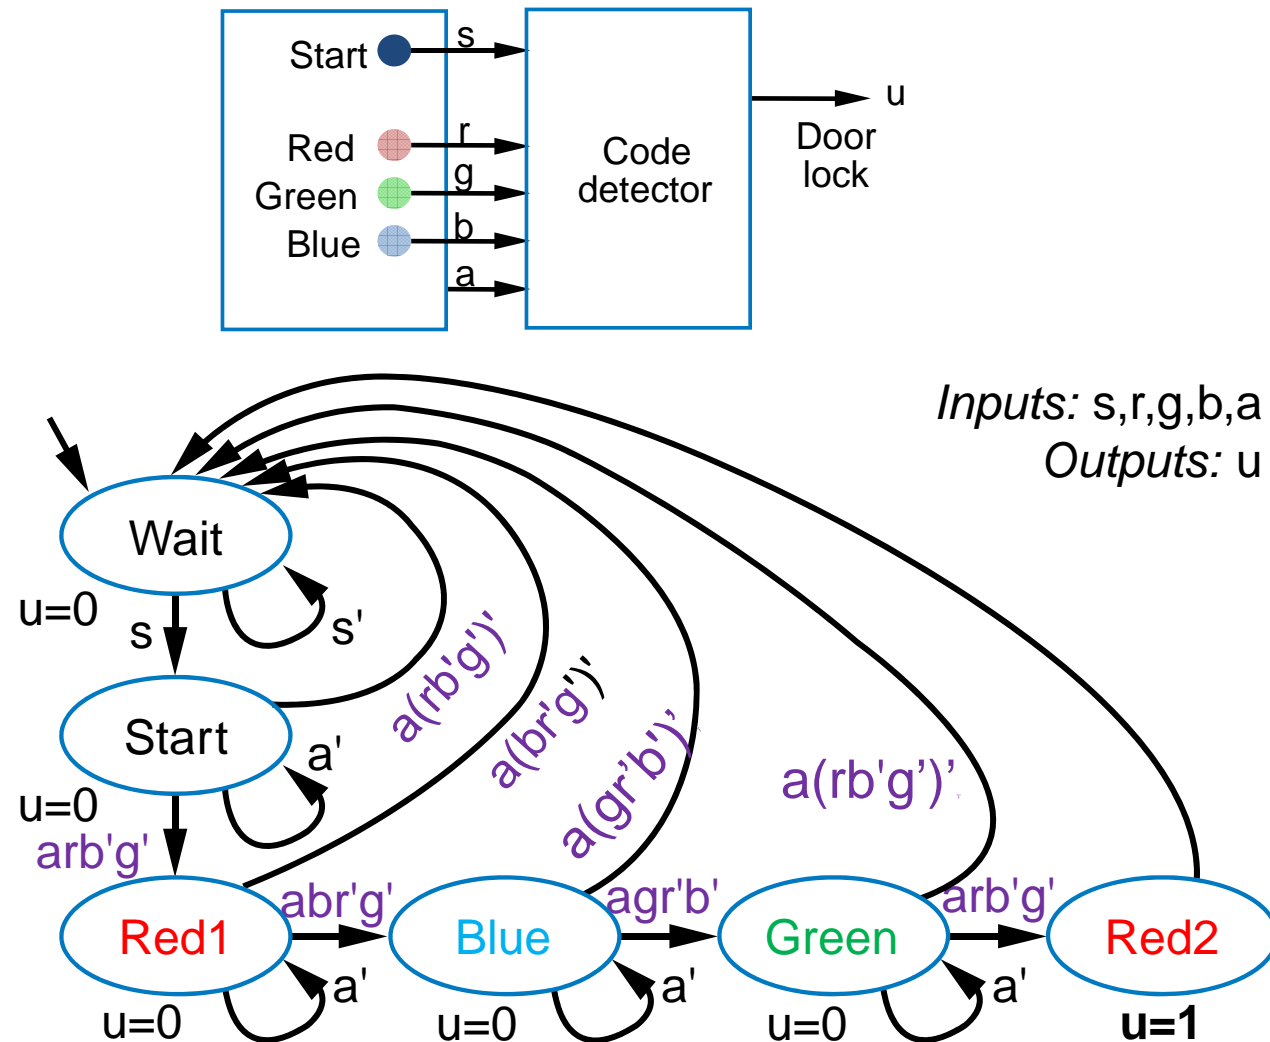 Start
s
u
Red
r
Green
g
Blue
b
a
Code
detector
Door
lock
Inputs: s,r,g,b,a
Outputs: u
Wait
u=0
s
s'
Start
u=0
a'
a(rb'g')'
a(br'g')'
a(gr’b’)’
a(rb'g’)’
arb'g'
Red1
abr'g'
Blue
agr'b'
Green
arb'g'
Red2
a'
a'
a'
u=0
u=0
u=0
u=1